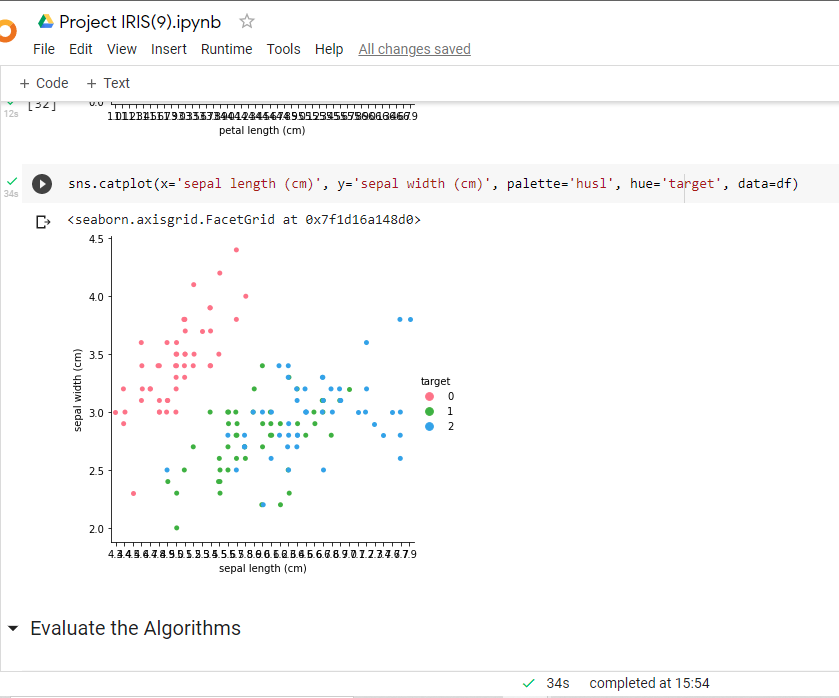 Project IRIS(9).ipynb
File Edit View Insert Runtime Tools Help All changes saved
+ Code + Text
[32]
12s
0.0
petal length (cm)
34s
sns.catplot(x='sepal length (cm)', y='sepal width (cm)', palette='husl', hue='target', data=df)
<seaborn.axisgrid.FacetGrid at 0x7f1d16a148d0>
4.5
4.0
3.5
3.0
2.5
2.0
sepal width (cm)
sepal length (cm)
target
0
1
2
Evaluate the Algorithms
34s completed at 15:54